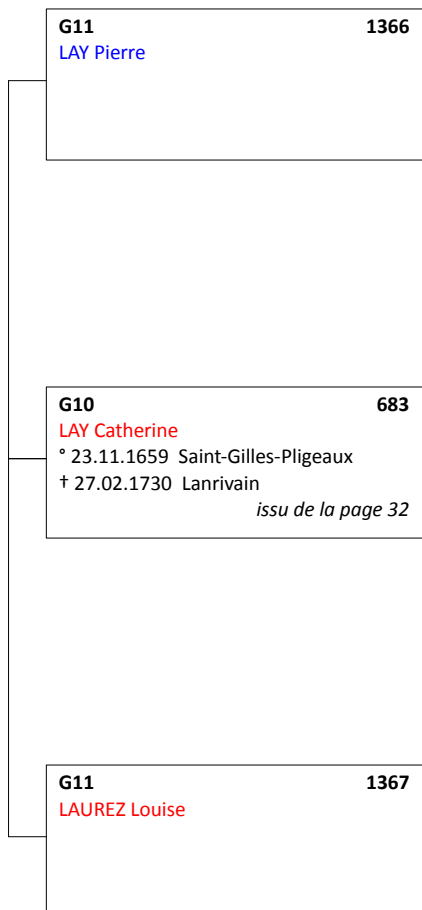 G11 1366
LAY Pierre
G10 683
LAY Catherine
° 23.11.1659 Saint-Gilles-Pligeaux
† 27.02.1730 Lanrivain
issu de la page 32
G11 1367
LAUREZ Louise